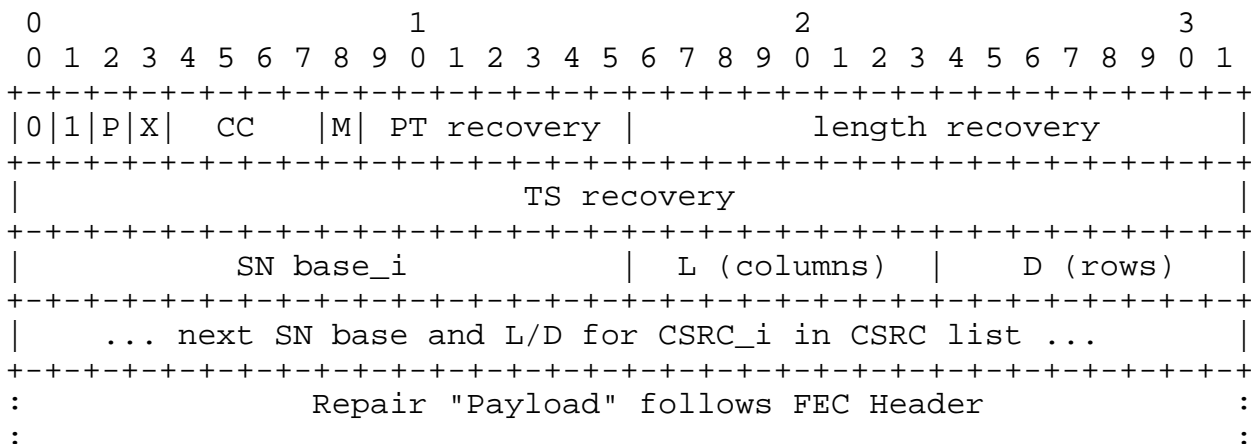 0                   1                   2                   3
 0 1 2 3 4 5 6 7 8 9 0 1 2 3 4 5 6 7 8 9 0 1 2 3 4 5 6 7 8 9 0 1
+-+-+-+-+-+-+-+-+-+-+-+-+-+-+-+-+-+-+-+-+-+-+-+-+-+-+-+-+-+-+-+-+
|0|1|P|X|  CC   |M| PT recovery |         length recovery       |
+-+-+-+-+-+-+-+-+-+-+-+-+-+-+-+-+-+-+-+-+-+-+-+-+-+-+-+-+-+-+-+-+
|                          TS recovery                          |
+-+-+-+-+-+-+-+-+-+-+-+-+-+-+-+-+-+-+-+-+-+-+-+-+-+-+-+-+-+-+-+-+
|           SN base_i           |  L (columns)  |    D (rows)   |
+-+-+-+-+-+-+-+-+-+-+-+-+-+-+-+-+-+-+-+-+-+-+-+-+-+-+-+-+-+-+-+-+
|    ... next SN base and L/D for CSRC_i in CSRC list ...       |
+-+-+-+-+-+-+-+-+-+-+-+-+-+-+-+-+-+-+-+-+-+-+-+-+-+-+-+-+-+-+-+-+
:               Repair "Payload" follows FEC Header             :
:                                                               :